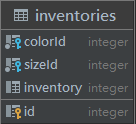 inventories
colorId integer
sizeId integer
inventory integer
id integer